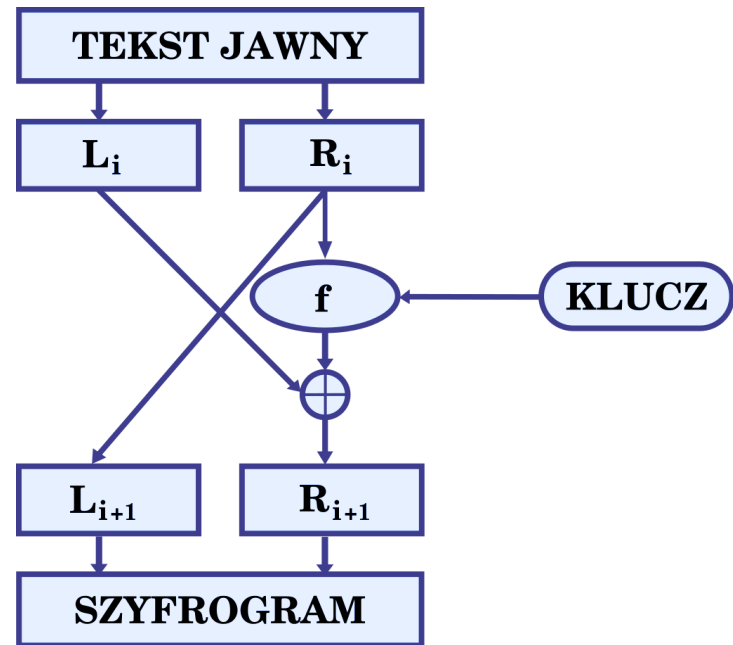 TEKST JAWNY
Lᵢ
Rᵢ
f
KLUCZ
Lᵢ₊₁
Rᵢ₊₁
SZYFROGRAM